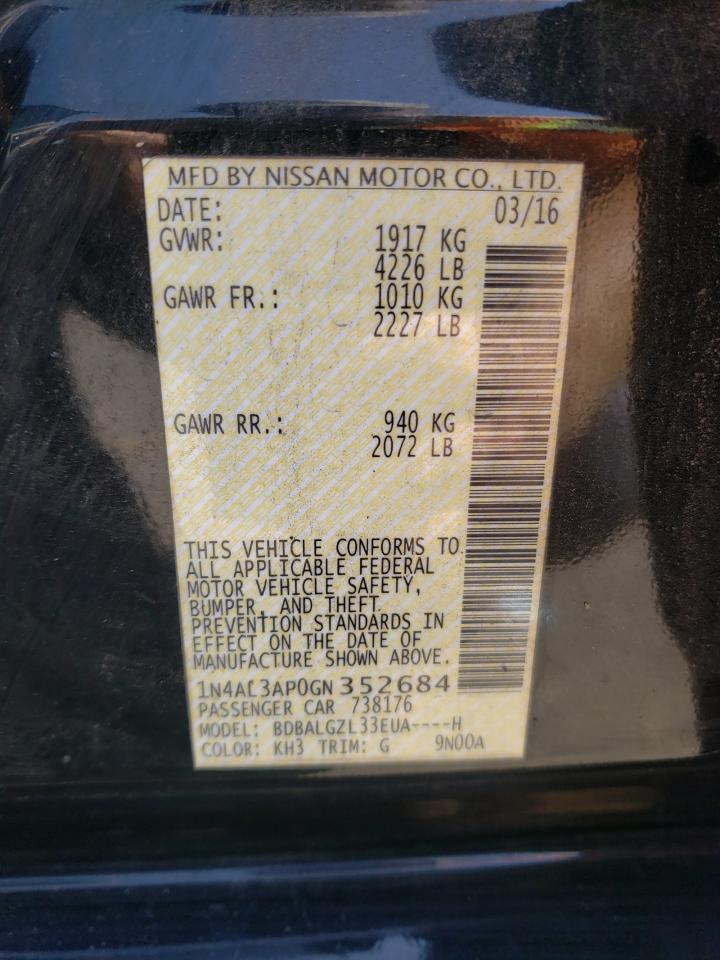 MFD BY NISSAN MOTOR CO., LTD.
DATE: 03/16
GVWR: 1917 KG
4226 LB
GAWR FR.: 1010 KG
2227 LB
GAWR RR.: 940 KG
2072 LB
THIS VEHICLE CONFORMS TO
ALL APPLICABLE FEDERAL
MOTOR VEHICLE SAFETY,
BUMPER, AND THEFT
PREVENTION STANDARDS IN
EFFECT ON THE DATE OF
MANUFACTURE SHOWN ABOVE.
1N4AL3AP0GN352684
PASSENGER CAR 738176
MODEL: BDBALGZL33EUA----H
COLOR: KH3 TRIM: G 9N00A